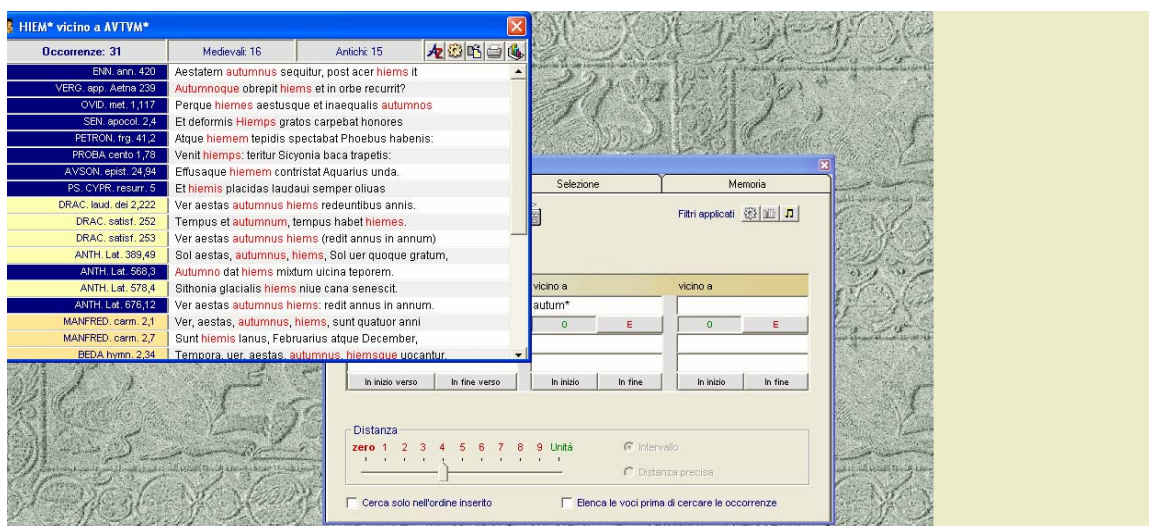 HIEM* vicino a AVTVM*
Occorrenze: 31 Medievali: 16 Antichi: 15
ENN. ann. 420 Aestatem autumnus sequitur, post acer hiems it
VERG. app. Aetna 239 Autumnoque obrepit hiems et in orbe recurrit?
OVID. met. 1,117 Perque hiemes aestusque et inaequalis autumnos
SEN. apocol. 2,4 Et deformis Hiemps gratos carpebat honores
PETRON. frg. 41,2 Atque hiemem tepidis spectabat Phoebus habenis:
PROBA cento 1,78 Venit hiemps: teritur Sicyonia baca trapetis:
AVSON. epist. 24,94 Effusaque hiemem contristat Aquarius unda.
PS. CYPR. resurr. 5 Et hiemis placidas laudaui semper oliuas
DRAC. laud. dei 2,222 Ver aestas autumnus hiems redeuntibus annis.
DRAC. satisf. 252 Tempus et autumnum, tempus habet hiemes.
DRAC. satisf. 253 Ver aestas autumnus hiems (redit annus in annum)
ANTH. Lat. 389,49 Sol aestas, autumnus, hiems, Sol uer quoque gratum,
ANTH. Lat. 568,3 Autumno dat hiems mixtum uicina teporem.
ANTH. Lat. 578,4 Sithonia glacialis hiems niue cana senescit.
ANTH. Lat. 676,12 Ver aestas autumnus hiems: redit annus in annum.
MANFRED. carm. 2,1 Ver, aestas, autumnus, hiems, sunt quatuor anni
MANFRED. carm. 2,7 Sunt hiemis Ianus, Februarius atque December,
BEDA hymn. 2,34 Tempora, uer, aestas, autumnus, hiemsque uocantur.
Selezione Memoria
Filtri applicati
vicino a vicino a
autum*
O E O E
In inizio verso In fine verso In inizio In fine In inizio In fine
Distanza
zero 1 2 3 4 5 6 7 8 9 Unità
Intervallo
Distanza precisa
Cerca solo nell'ordine inserito Elenca le voci prima di cercare le occorrenze